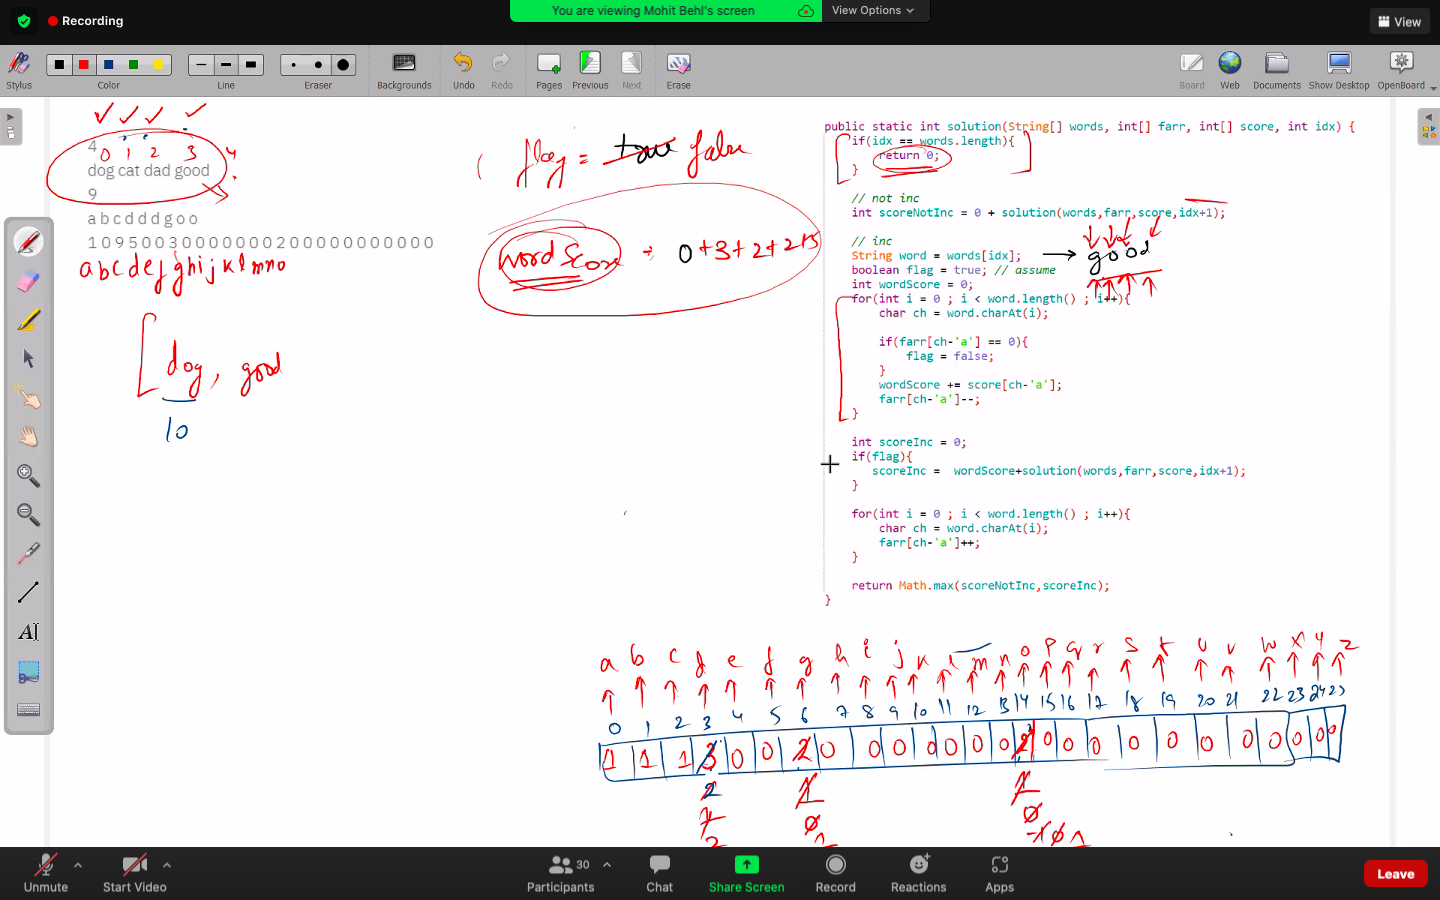 Recording
You are viewing Mohit Behl's screen
View Options
View
Stylus
Color
Line
Eraser
Backgrounds
Undo
Redo
Pages
Previous
Next
Erase
Board
Web
Documents
Show Desktop
OpenBoard
4
0 1 2 3 4
dog cat dad good
9
a b c d d d g o o
1 0 9 5 0 0 3 0 0 0 0 0 0 0 2 0 0 0 0 0 0 0 0 0 0 0
a b c d e f g h i j k l m n o
[ dog, good
10
flag = true false
word Score : 0 + 3 + 2 + 2 + 5
public static int solution(String[] words, int[] farr, int[] score, int idx) {
if(idx == words.length){
return 0;
}
// not inc
int scoreNotInc = 0 + solution(words,farr,score,idx+1);
// inc
String word = words[idx]; → good
boolean flag = true; // assume
int wordScore = 0;
for(int i = 0 ; i < word.length() ; i++){
char ch = word.charAt(i);
if(farr[ch-'a'] == 0){
flag = false;
}
wordScore += score[ch-'a'];
farr[ch-'a']--;
}
int scoreInc = 0;
if(flag){
scoreInc = wordScore+solution(words,farr,score,idx+1);
}
for(int i = 0 ; i < word.length() ; i++){
char ch = word.charAt(i);
farr[ch-'a']++;
}
return Math.max(scoreNotInc,scoreInc);
}
a b c d e f g h i j k l m n o p q r s t u v w x y z
0 1 2 3 4 5 6 7 8 9 10 11 12 13 14 15 16 17 18 19 20 21 22 23 24 25
1 1 1 3 0 0 2 0 0 0 0 0 0 0 2 0 0 0 0 0 0 0 0 0 0 0
2 1 1
1 0 0
2 1 -1 0 1
Unmute
Start Video
30
Participants
Chat
Share Screen
Record
Reactions
Apps
Leave